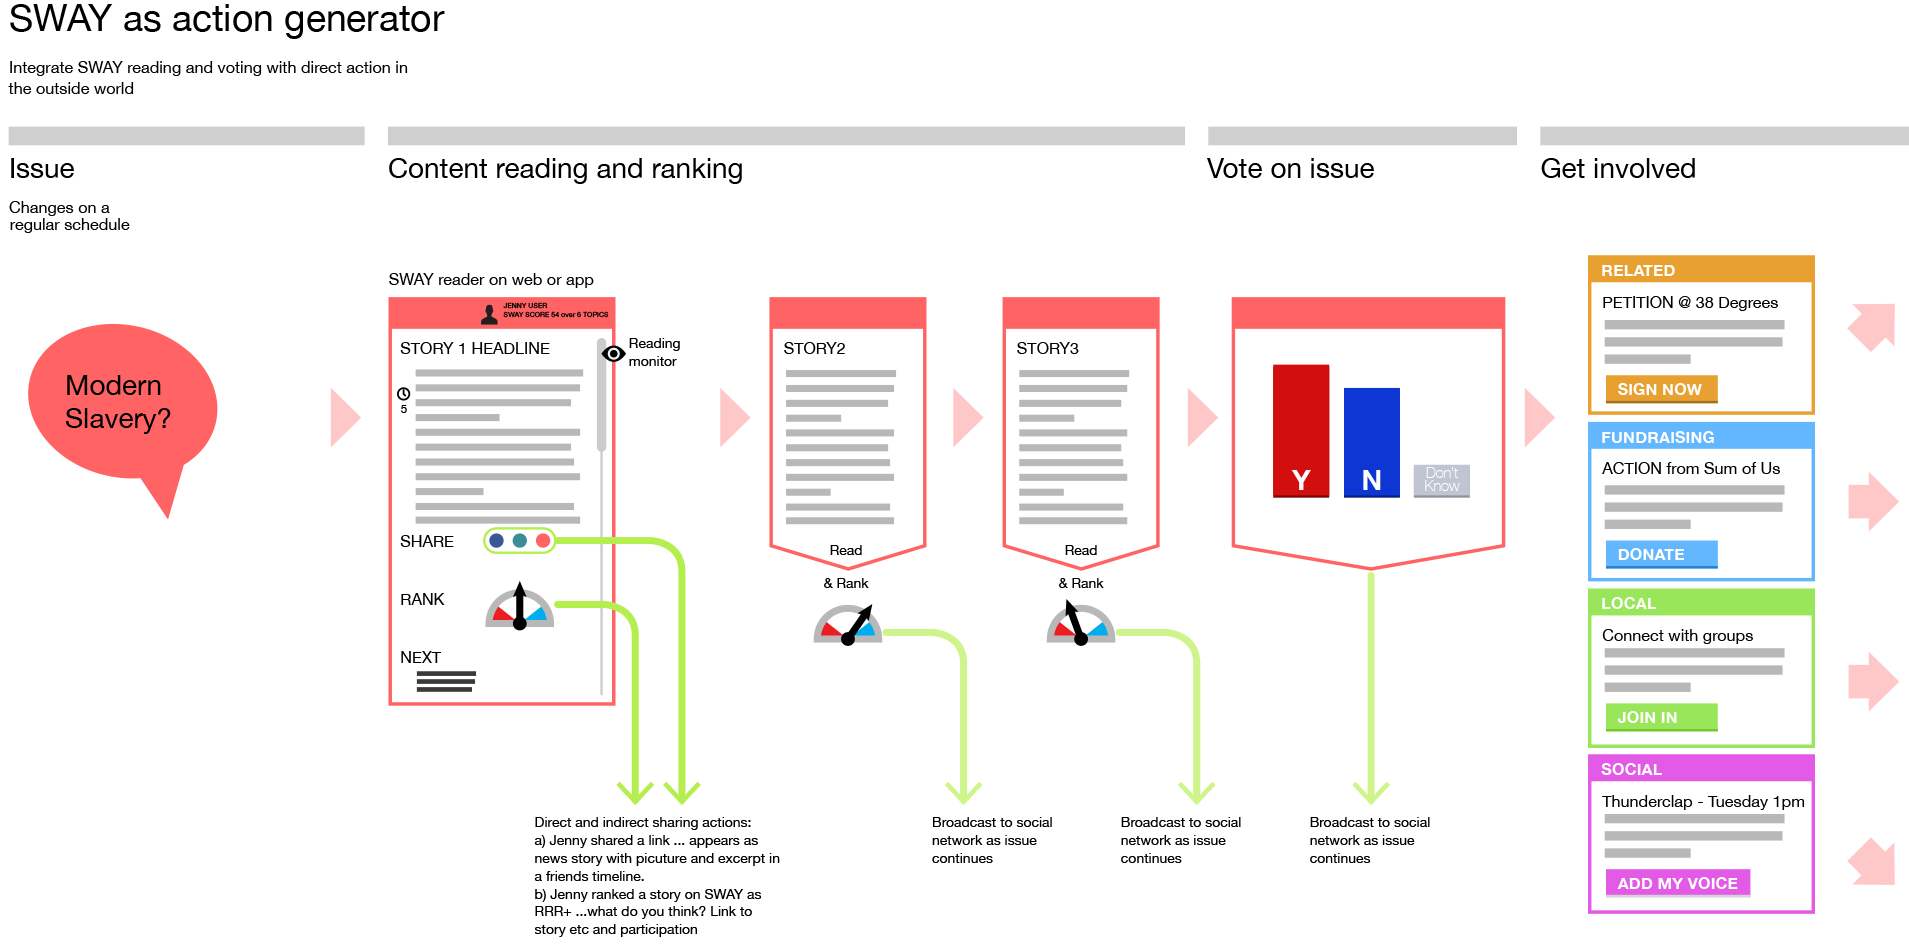 SWAY as action generator
Integrate SWAY reading and voting with direct action in
the outside world
Issue
Changes on a
regular schedule
Modern
Slavery?
Content reading and ranking
SWAY reader on web or app
JENNY USER
SWAY SCORE 54 over 6 TOPICS
STORY 1 HEADLINE
Reading
monitor
5
SHARE
RANK
NEXT
Direct and indirect sharing actions:
a) Jenny shared a link ... appears as
news story with picuture and excerpt in
a friends timeline.
b) Jenny ranked a story on SWAY as
RRR+ ...what do you think? Link to
story etc and participation
STORY2
Read
& Rank
Broadcast to social
network as issue
continues
STORY3
Read
& Rank
Broadcast to social
network as issue
continues
Vote on issue
Y
N
Don't
Know
Broadcast to social
network as issue
continues
Get involved
RELATED
PETITION @ 38 Degrees
SIGN NOW
FUNDRAISING
ACTION from Sum of Us
DONATE
LOCAL
Connect with groups
JOIN IN
SOCIAL
Thunderclap - Tuesday 1pm
ADD MY VOICE